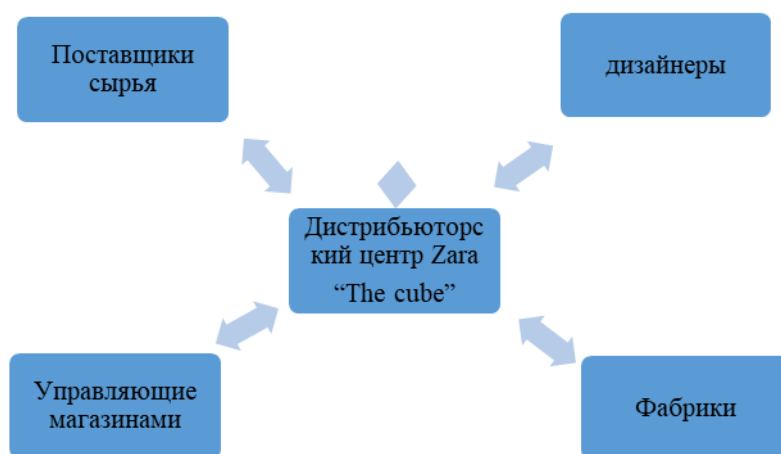 Поставщики
сырья
дизайнеры
Дистрибьюторс
кий центр Zara
“The cube”
Управляющие
магазинами
Фабрики